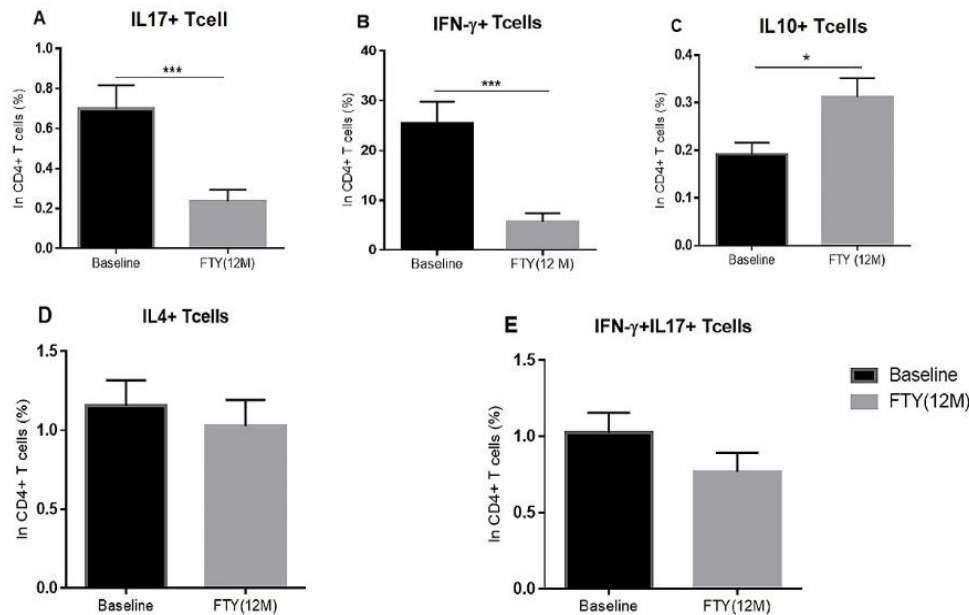 A
IL17+ Tcell
In CD4+ T cells (%)
1.0
0.8
0.6
0.4
0.2
0.0
***
Baseline
FTY(12M)
B
IFN-γ+ Tcells
In CD4+ T cells (%)
40
30
20
10
0
***
Baseline
FTY(12 M)
C
IL10+ Tcells
In CD4+ T cells (%)
0.4
0.3
0.2
0.1
0.0
*
Baseline
FTY (12M)
D
IL4+ Tcells
In CD4+ T cells (%)
1.5
1.0
0.5
0.0
Baseline
FTY(12M)
E
IFN-γ+IL17+ Tcells
In CD4+ T cells (%)
1.5
1.0
0.5
0.0
Baseline
FTY(12M)
Baseline
FTY(12M)